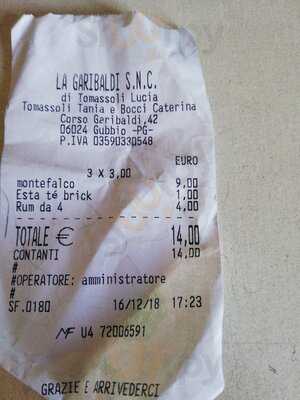 LA GARIBALDI S.N.C.
di Tomassoli Lucia
Tomassoli Tania e Bocci Caterina
Corso Garibaldi,42
06024 Gubbio -PG-
P.IVA 03590330548
EURO
3 X 3,00
montefalco 9,00
Esta té brick 1,00
Rum da 4 4,00
TOTALE € 14,00
CONTANTI 14,00
#
#OPERATORE: amministratore
#
SF.0180 16/12/18 17:23
MF U4 72006591
GRAZIE E ARRIVEDERCI